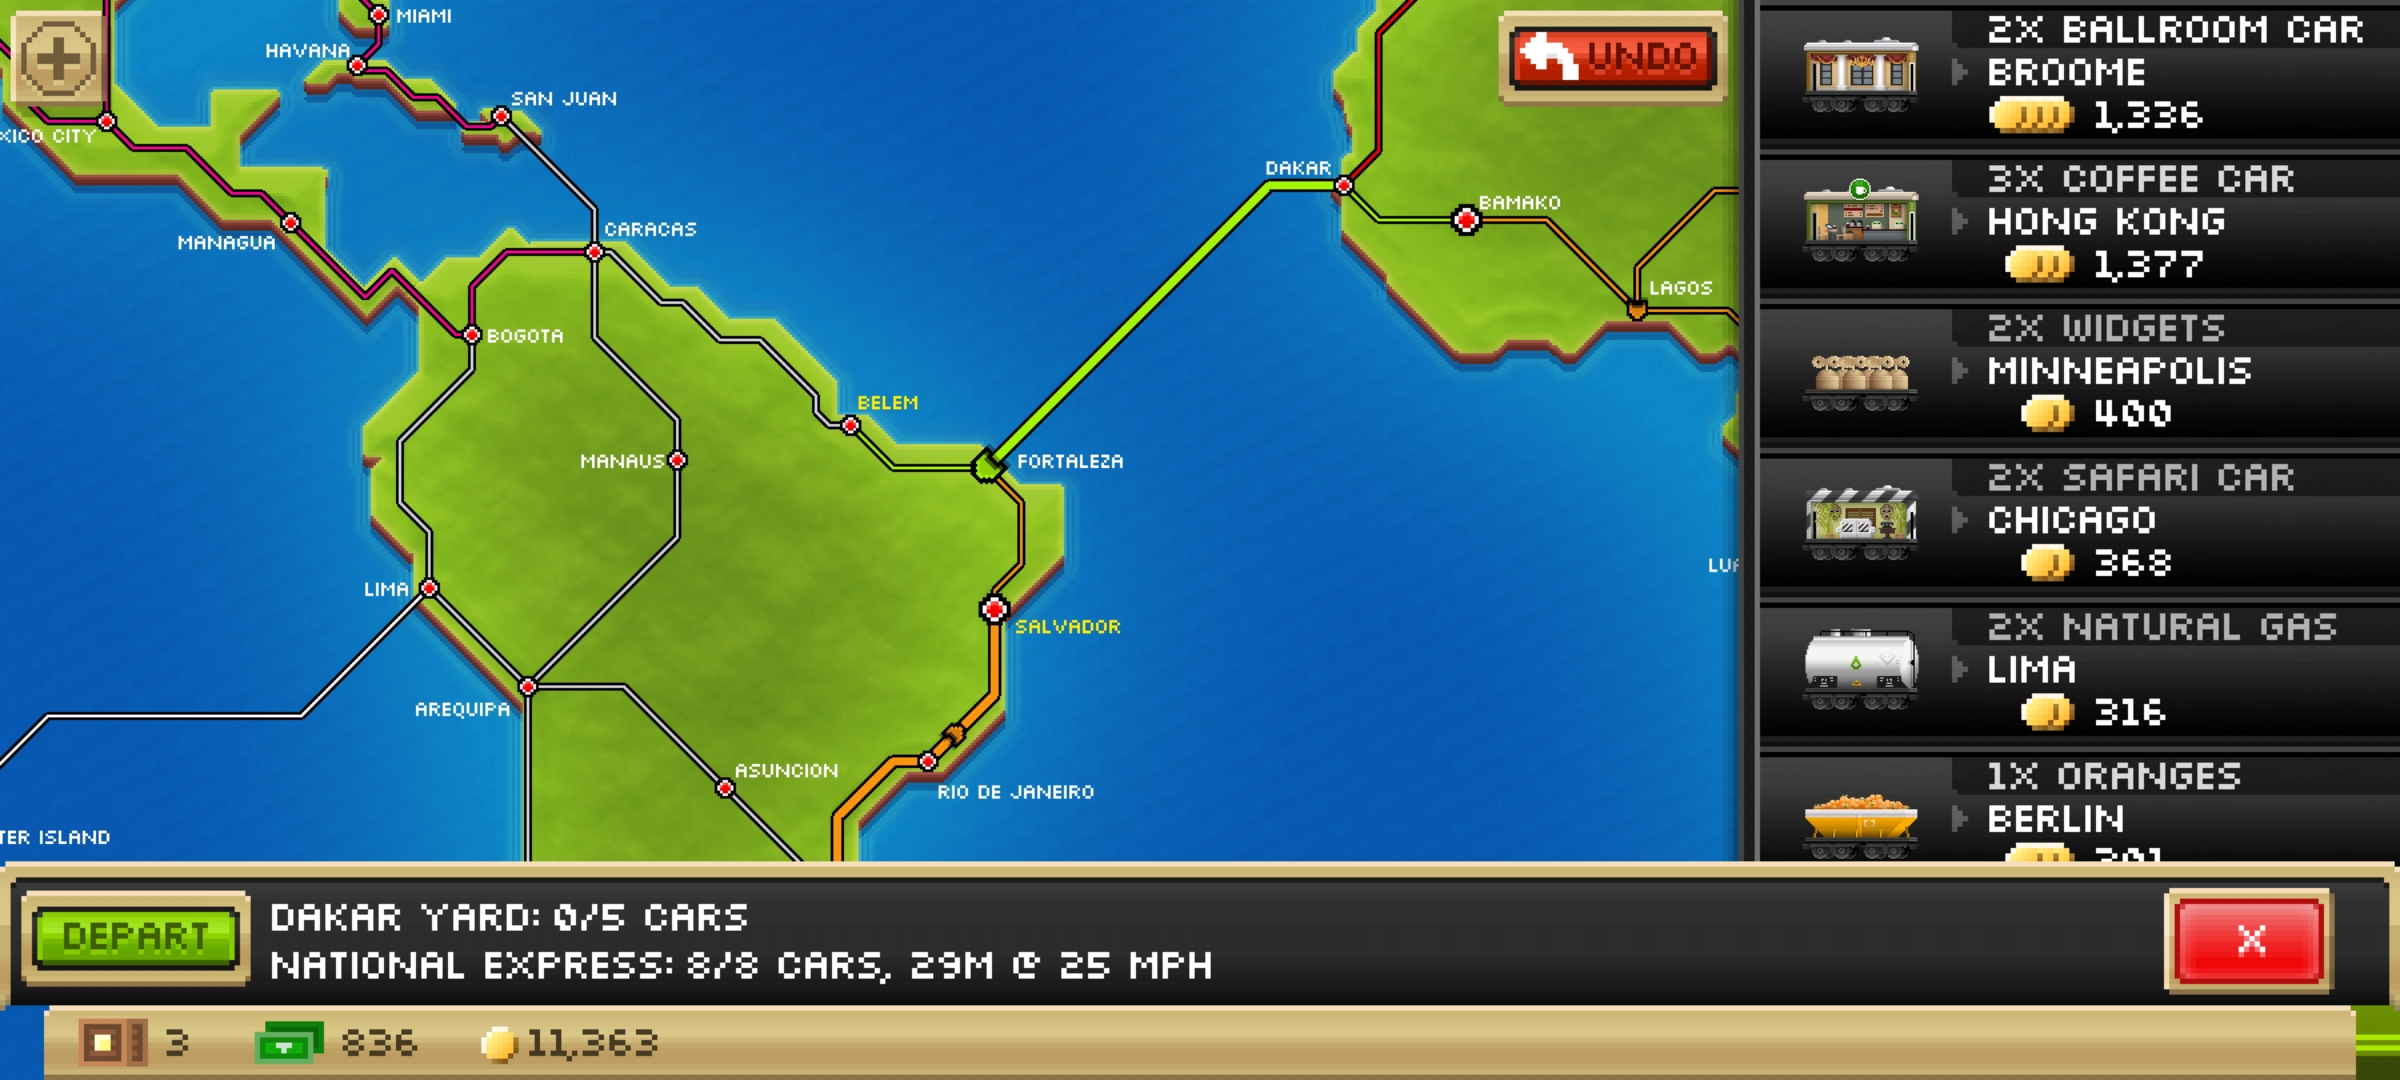 MIAMI
HAVANA
SAN JUAN
XICO CITY
MANAGUA
CARACAS
BOGOTA
BELEM
MANAUS
FORTALEZA
LIMA
SALVADOR
AREQUIPA
ASUNCION
RIO DE JANEIRO
TER ISLAND
DAKAR
BAMAKO
LAGOS
LUA
UNDO
2X BALLROOM CAR
BROOME
1,336
3X COFFEE CAR
HONG KONG
1,377
2X WIDGETS
MINNEAPOLIS
400
2X SAFARI CAR
CHICAGO
368
2X NATURAL GAS
LIMA
316
1X ORANGES
BERLIN
DEPART
DAKAR YARD: 0/5 CARS
NATIONAL EXPRESS: 8/8 CARS, 29M @ 25 MPH
X
3
836
11,363